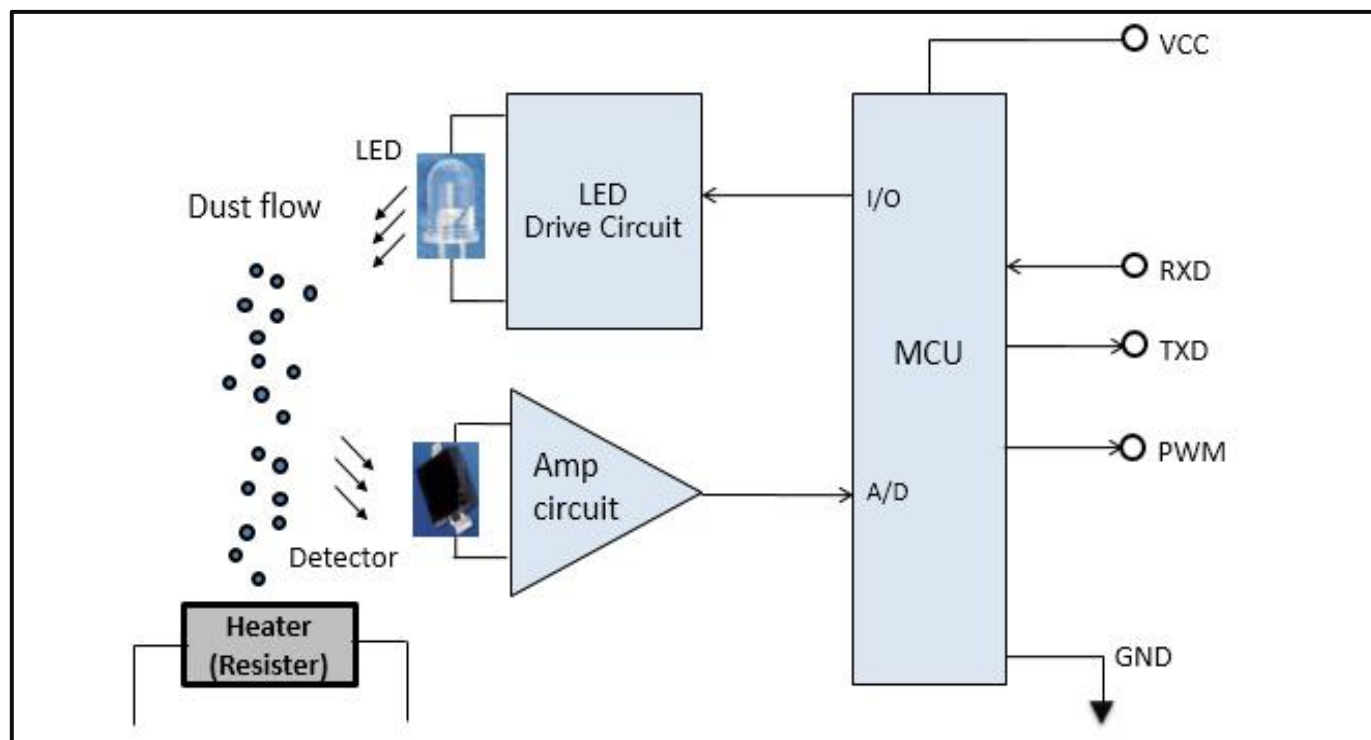 VCC
LED
LED
Drive Circuit
I/O
Dust flow
RXD
MCU
TXD
PWM
Amp
circuit
A/D
Detector
Heater
(Resister)
GND